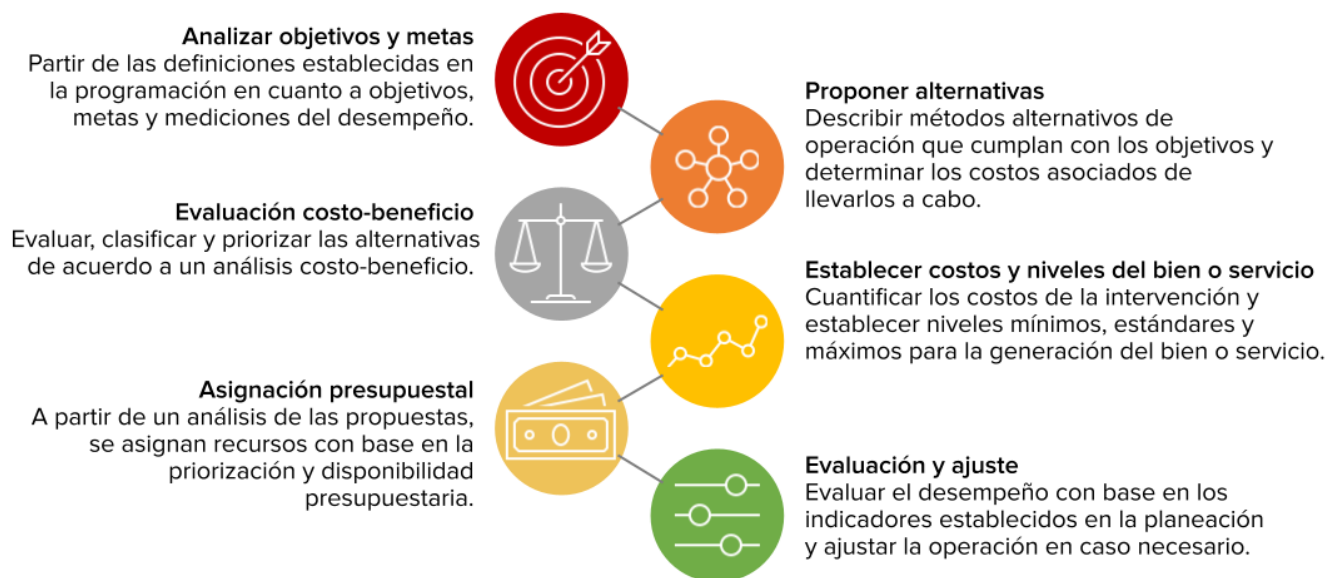 Analizar objetivos y metas
Partir de las definiciones establecidas en
la programación en cuanto a objetivos,
metas y mediciones del desempeño.
Proponer alternativas
Describir métodos alternativos de
operación que cumplan con los objetivos y
determinar los costos asociados de
llevarlos a cabo.
Evaluación costo-beneficio
Evaluar, clasificar y priorizar las alternativas
de acuerdo a un análisis costo-beneficio.
Establecer costos y niveles del bien o servicio
Cuantificar los costos de la intervención y
establecer niveles mínimos, estándares y
máximos para la generación del bien o servicio.
Asignación presupuestal
A partir de un análisis de las propuestas,
se asignan recursos con base en la
priorización y disponibilidad
presupuestaria.
Evaluación y ajuste
Evaluar el desempeño con base en los
indicadores establecidos en la planeación
y ajustar la operación en caso necesario.